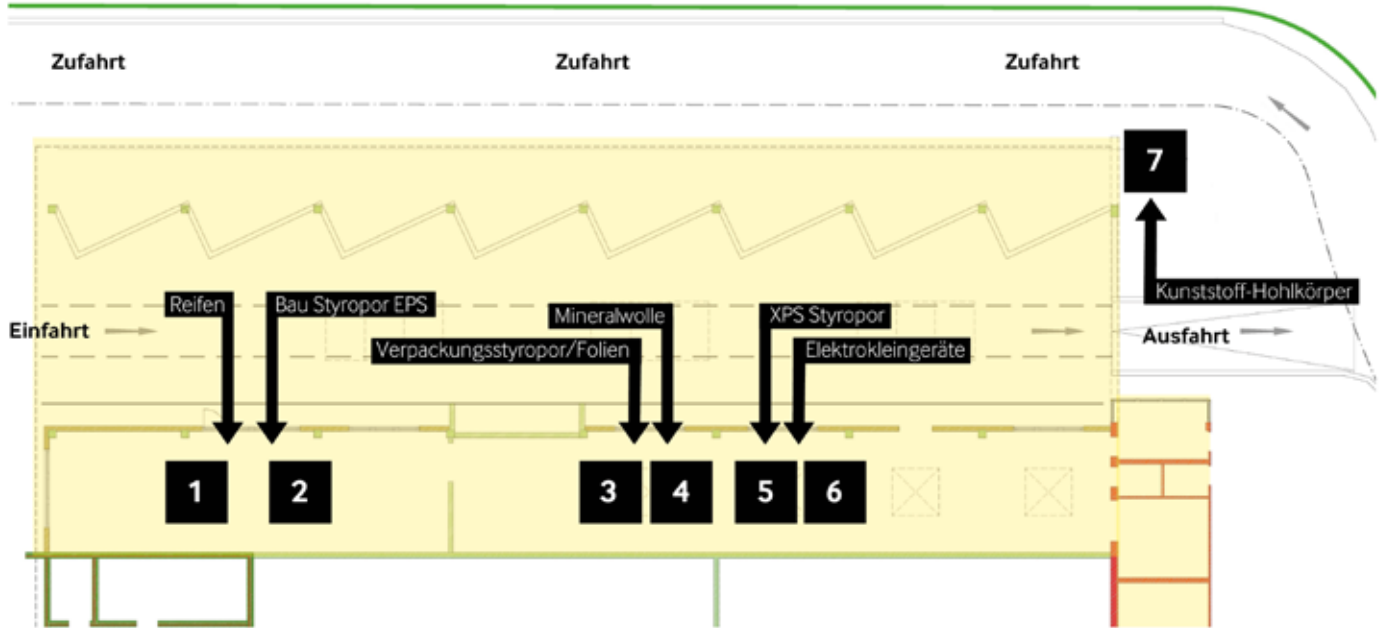 Zufahrt
Zufahrt
Zufahrt
7
Kunststoff-Hohlkörper
Reifen
Bau Styropor EPS
Mineralwolle
XPS Styropor
Einfahrt
Ausfahrt
Verpackungsstyropor/Folien
Elektrokleingeräte
1
2
3
4
5
6